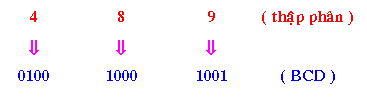 4 8 9 ( thập phân )
⇓ ⇓ ⇓
0100 1000 1001 ( BCD )